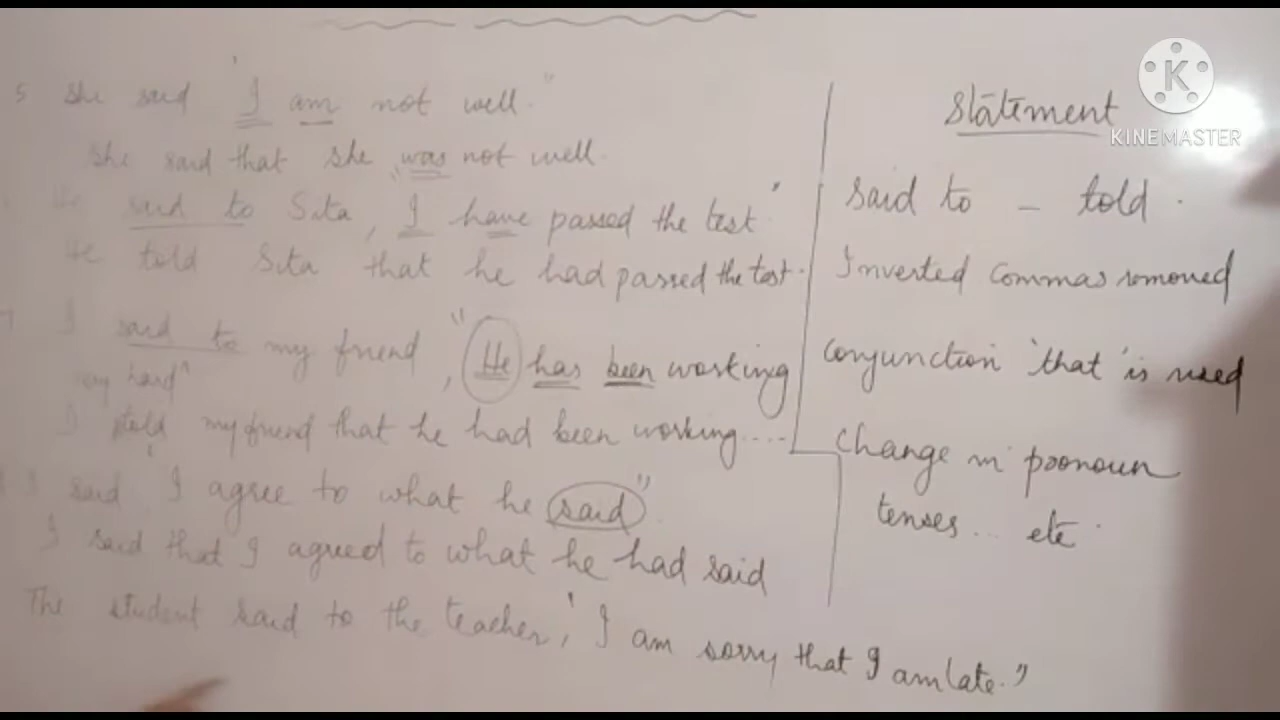 5 She said "I am not well."
She said that she was not well.
He said to Sita, I have passed the test"
He told Sita that he had passed the test.
7 I said to my friend, "He has been working
very hard"
I told my friend that he had been working....
I said I agree to what he said".
I said that I agreed to what he had said
The student said to the teacher, 'I am sorry that I am late."
Statement
said to - told.
Inverted commas removed
conjunction 'that' is used
change in pronoun
tenses... etc
KINEMASTER